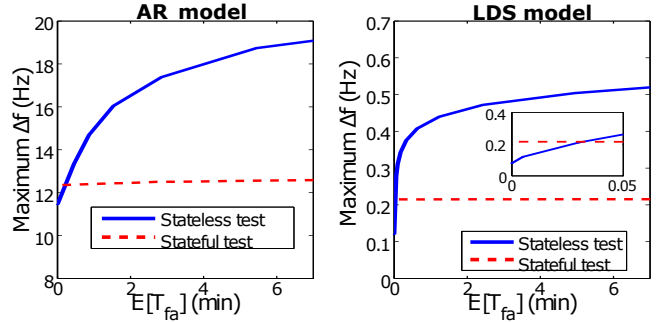 AR model
Maximum Δf (Hz)
20
18
16
14
12
10
8
0 2 4 6
E[T_fa] (min)
Stateless test
Stateful test
LDS model
Maximum Δf (Hz)
0.7
0.6
0.5
0.4
0.3
0.2
0.1
0
0 2 4 6
E[T_fa] (min)
0.4
0.2
0
0 0.05
Stateless test
Stateful test